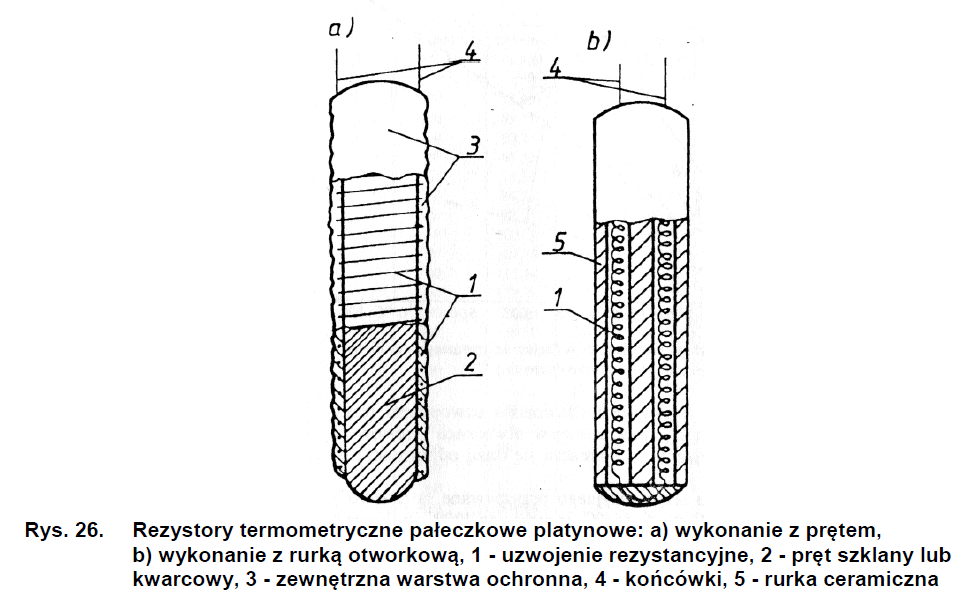 a)
b)
4
4
3
5
1
1
2
Rys. 26. Rezystory termometryczne pałeczkowe platynowe: a) wykonanie z prętem,
b) wykonanie z rurką otworkową, 1 - uzwojenie rezystancyjne, 2 - pręt szklany lub
kwarcowy, 3 - zewnętrzna warstwa ochronna, 4 - końcówki, 5 - rurka ceramiczna